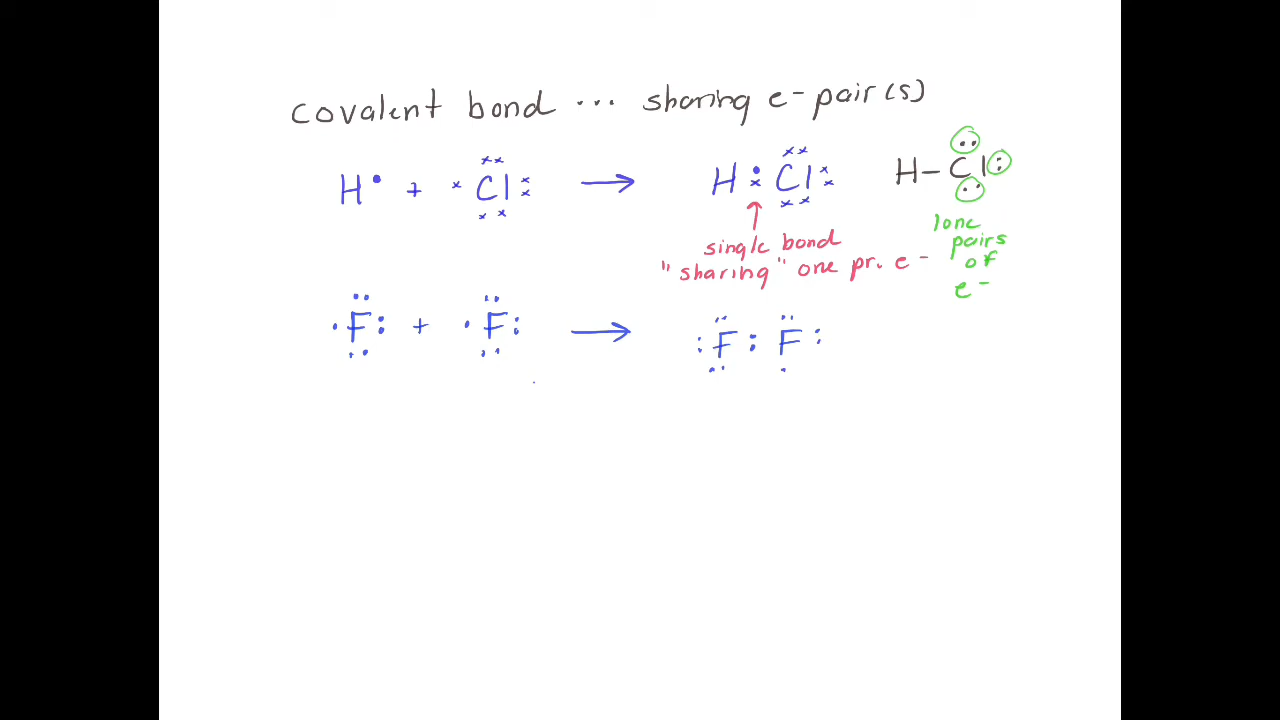 covalent bond ... sharing e- pair(s)
H• + ×Cl: → H:Cl: H–Cl:
single bond
"sharing" one pr. e-
lone
pairs
of
e-
·F: + ·F: → :F:F: